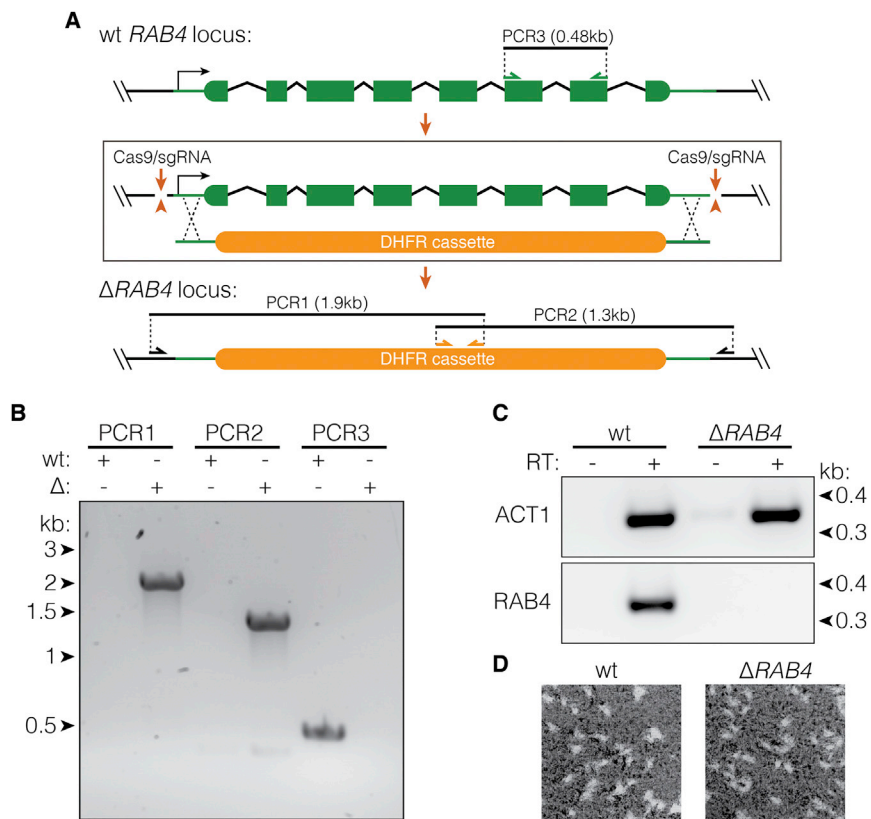 A
wt RAB4 locus:
PCR3 (0.48kb)
Cas9/sgRNA
Cas9/sgRNA
DHFR cassette
ΔRAB4 locus:
PCR1 (1.9kb)
PCR2 (1.3kb)
DHFR cassette
B
PCR1 PCR2 PCR3
wt: + - + - + -
Δ: - + - + - +
kb:
3
2
1.5
1
0.5
C
wt ΔRAB4
RT: - + - +
kb:
ACT1
0.4
0.3
RAB4
0.4
0.3
D
wt ΔRAB4